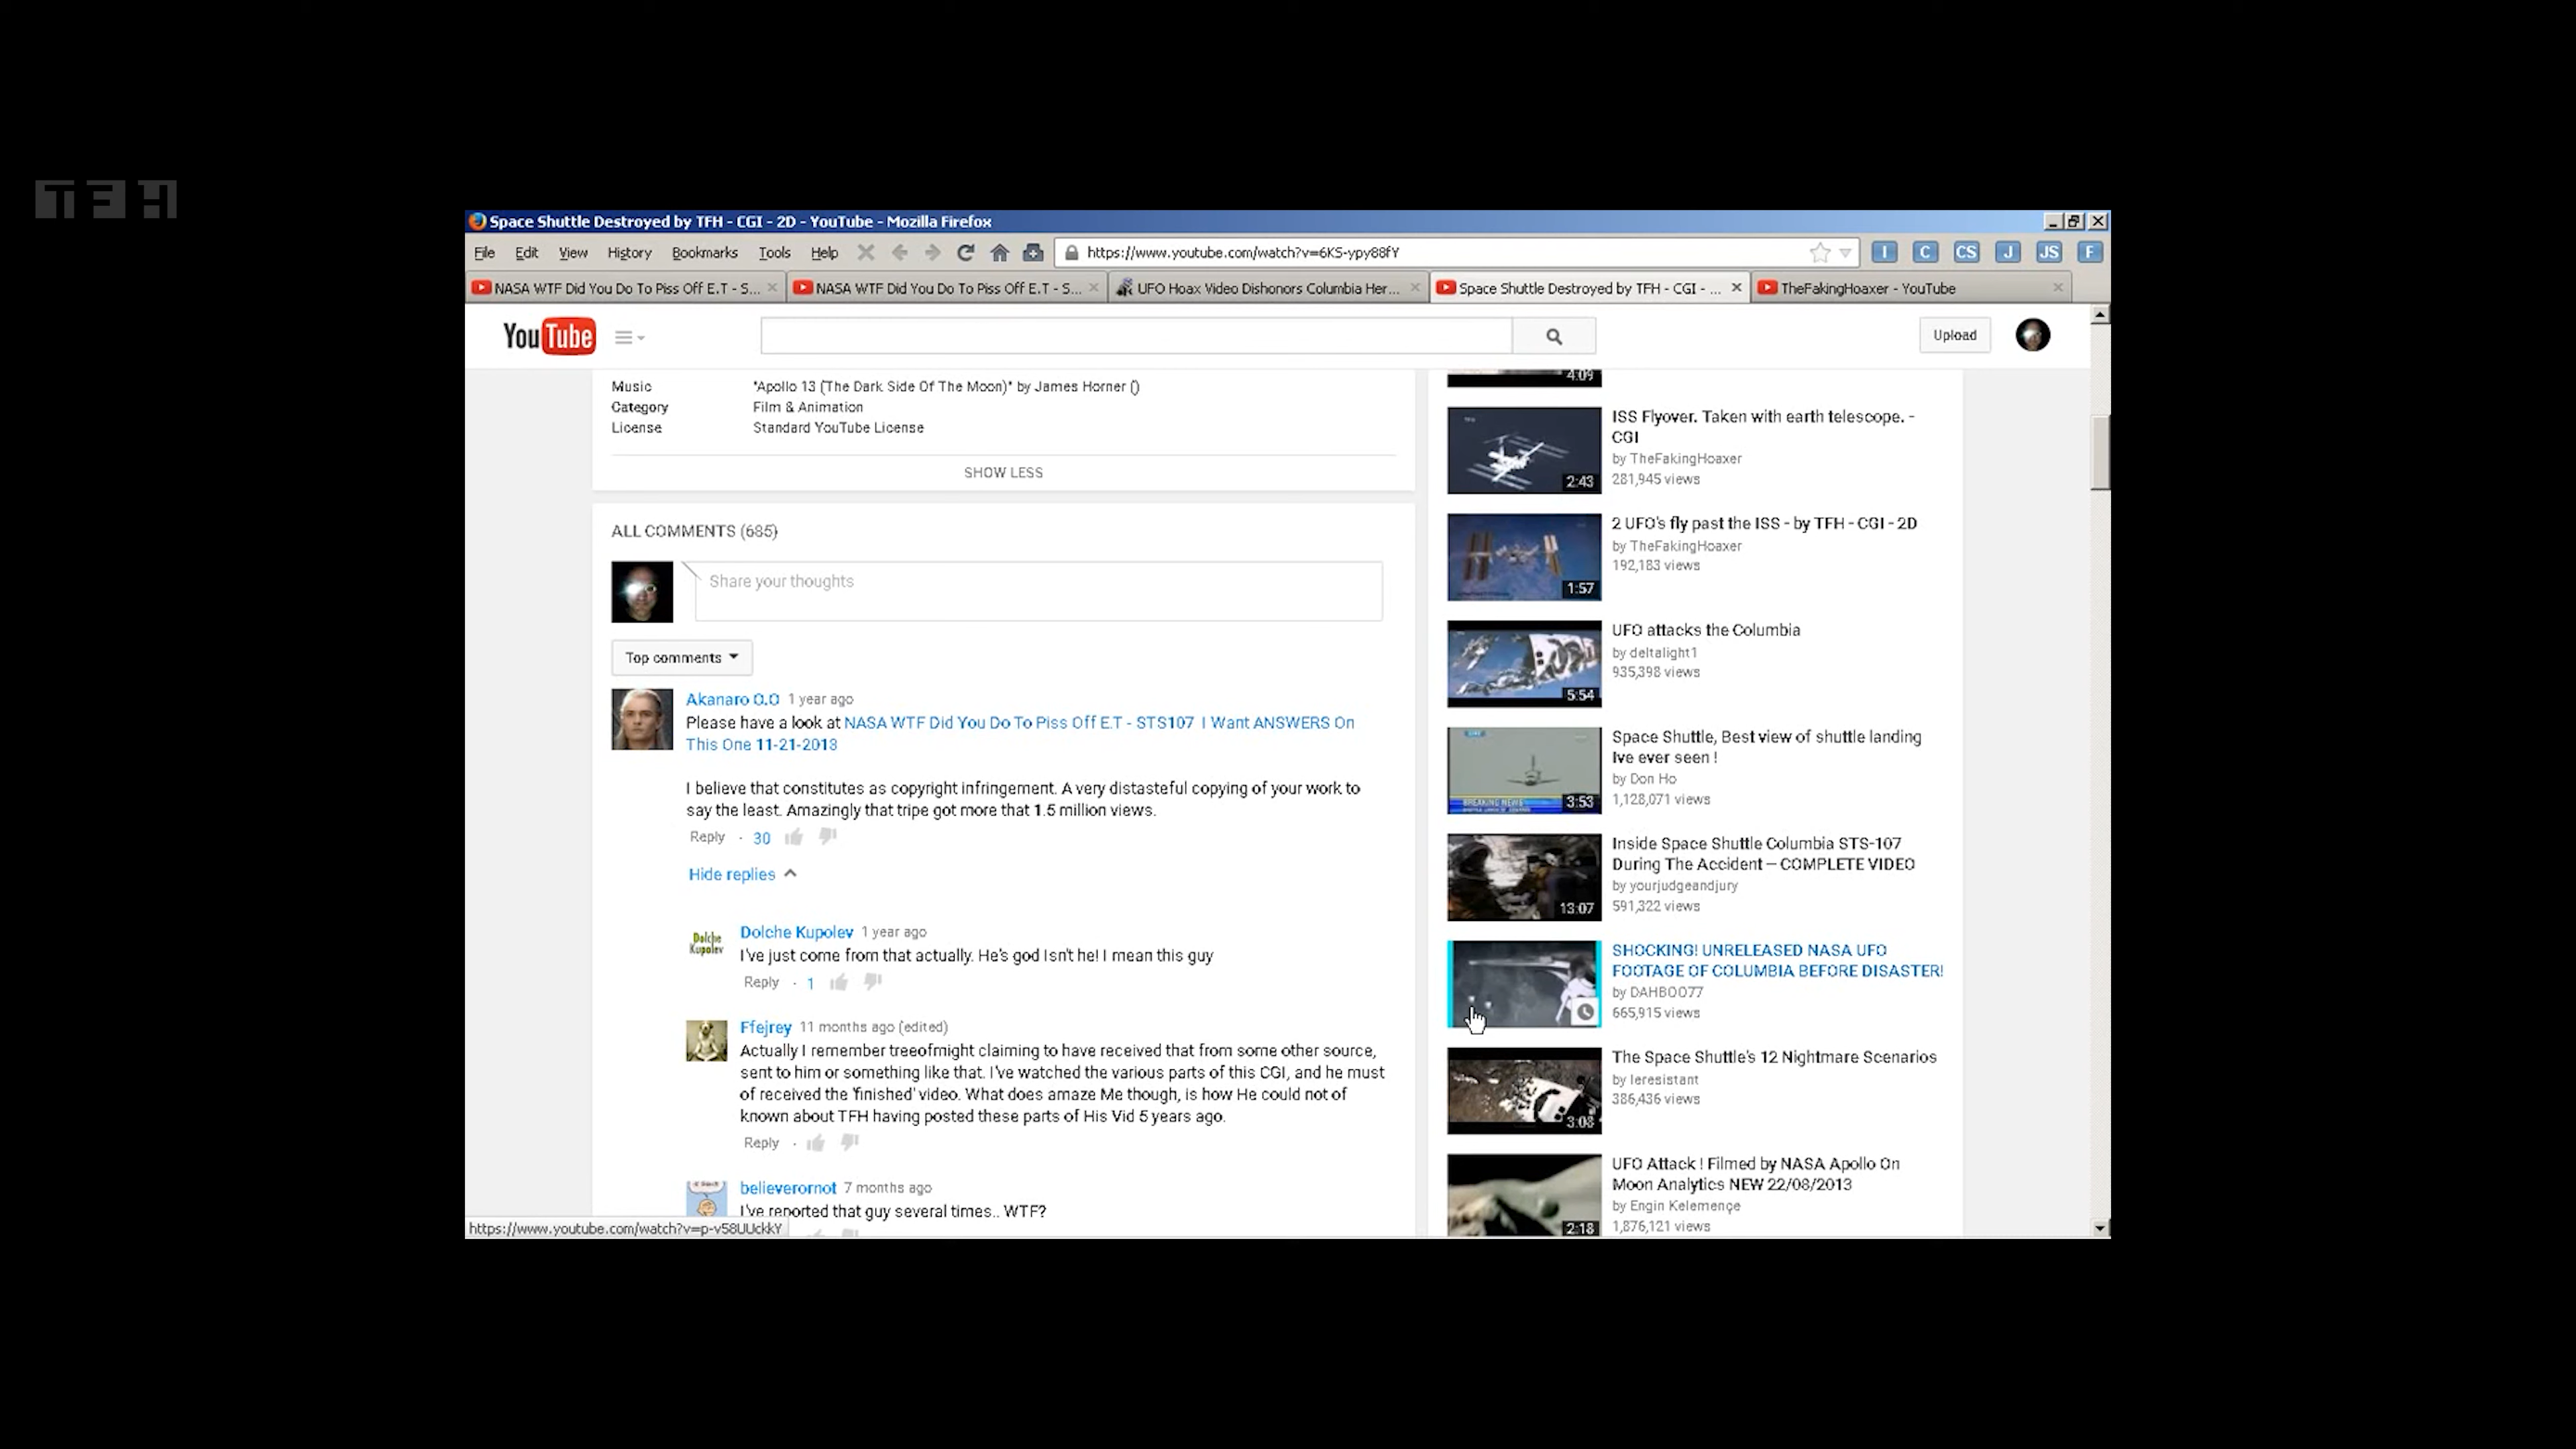 TFH
Space Shuttle Destroyed by TFH - CGI - 2D - YouTube - Mozilla Firefox
File Edit View History Bookmarks Tools Help https://www.youtube.com/watch?v=6KS-ypy88fY I C CS J JS F
NASA WTF Did You Do To Piss Off E.T - S... NASA WTF Did You Do To Piss Off E.T - S... UFO Hoax Video Dishonors Columbia Her... Space Shuttle Destroyed by TFH - CGI - ... TheFakingHoaxer - YouTube
YouTube Upload
Music "Apollo 13 (The Dark Side Of The Moon)" by James Horner ()
Category Film & Animation
License Standard YouTube License
SHOW LESS
ALL COMMENTS (685)
Share your thoughts
Top comments
Akanaro O.O 1 year ago
Please have a look at NASA WTF Did You Do To Piss Off E.T - STS107 I Want ANSWERS On
This One 11-21-2013
I believe that constitutes as copyright infringement. A very distasteful copying of your work to
say the least. Amazingly that tripe got more that 1.5 million views.
Reply · 30
Hide replies
Dolche Kupolev
Dolche Kupolev 1 year ago
I've just come from that actually. He's god Isn't he! I mean this guy
Reply · 1
Ffejrey 11 months ago (edited)
Actually I remember treeofnight claiming to have received that from some other source,
sent to him or something like that. I've watched the various parts of this CGI, and he must
of received the 'finished' video. What does amaze Me though, is how He could not of
known about TFH having posted these parts of His Vid 5 years ago.
Reply ·
believerornot 7 months ago
I've reported that guy several times.. WTF?
https://www.youtube.com/watch?v=p-v58UUckkY
4:09
ISS Flyover. Taken with earth telescope. -
CGI
by TheFakingHoaxer
281,945 views
2:43
2 UFO's fly past the ISS - by TFH - CGI - 2D
by TheFakingHoaxer
192,183 views
1:57
UFO attacks the Columbia
by deltalight1
935,398 views
5:54
Space Shuttle, Best view of shuttle landing
Ive ever seen !
by Don Ho
1,128,071 views
BREAKING NEWS
3:53
Inside Space Shuttle Columbia STS-107
During The Accident – COMPLETE VIDEO
by yourjudgeandjury
591,322 views
13:07
SHOCKING! UNRELEASED NASA UFO
FOOTAGE OF COLUMBIA BEFORE DISASTER!
by DAHBOO77
665,915 views
The Space Shuttle's 12 Nightmare Scenarios
by leresistant
386,436 views
3:08
UFO Attack ! Filmed by NASA Apollo On
Moon Analytics NEW 22/08/2013
by Engin Kelemençe
1,876,121 views
2:18